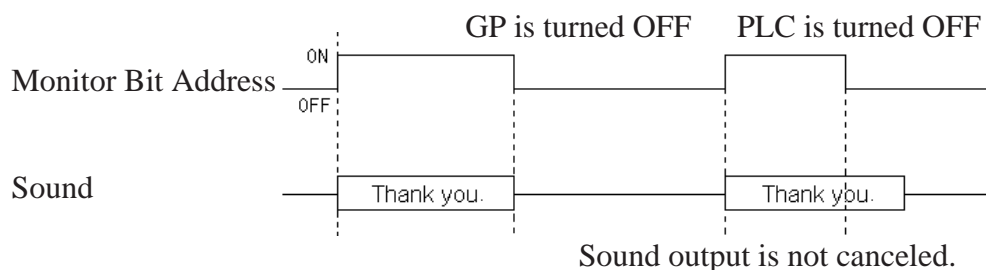 GP is turned OFF PLC is turned OFF
ON
Monitor Bit Address
OFF
Sound Thank you. Thank you.
Sound output is not canceled.